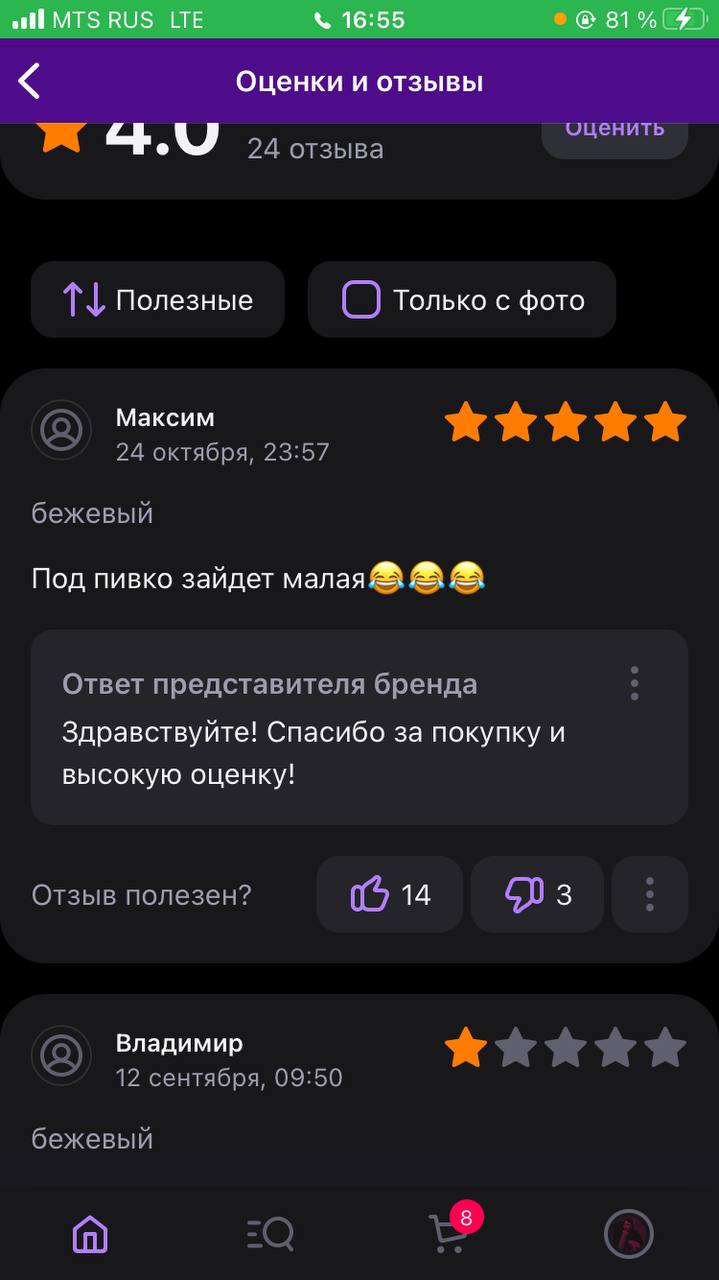 MTS RUS LTE 16:55 81 %
Оценки и отзывы
4.0 24 отзыва Оценить
Полезные Только с фото
Максим
24 октября, 23:57
бежевый
Под пивко зайдет малая😂😂😂
Ответ представителя бренда
Здравствуйте! Спасибо за покупку и
высокую оценку!
Отзыв полезен? 14 3
Владимир
12 сентября, 09:50
бежевый
8